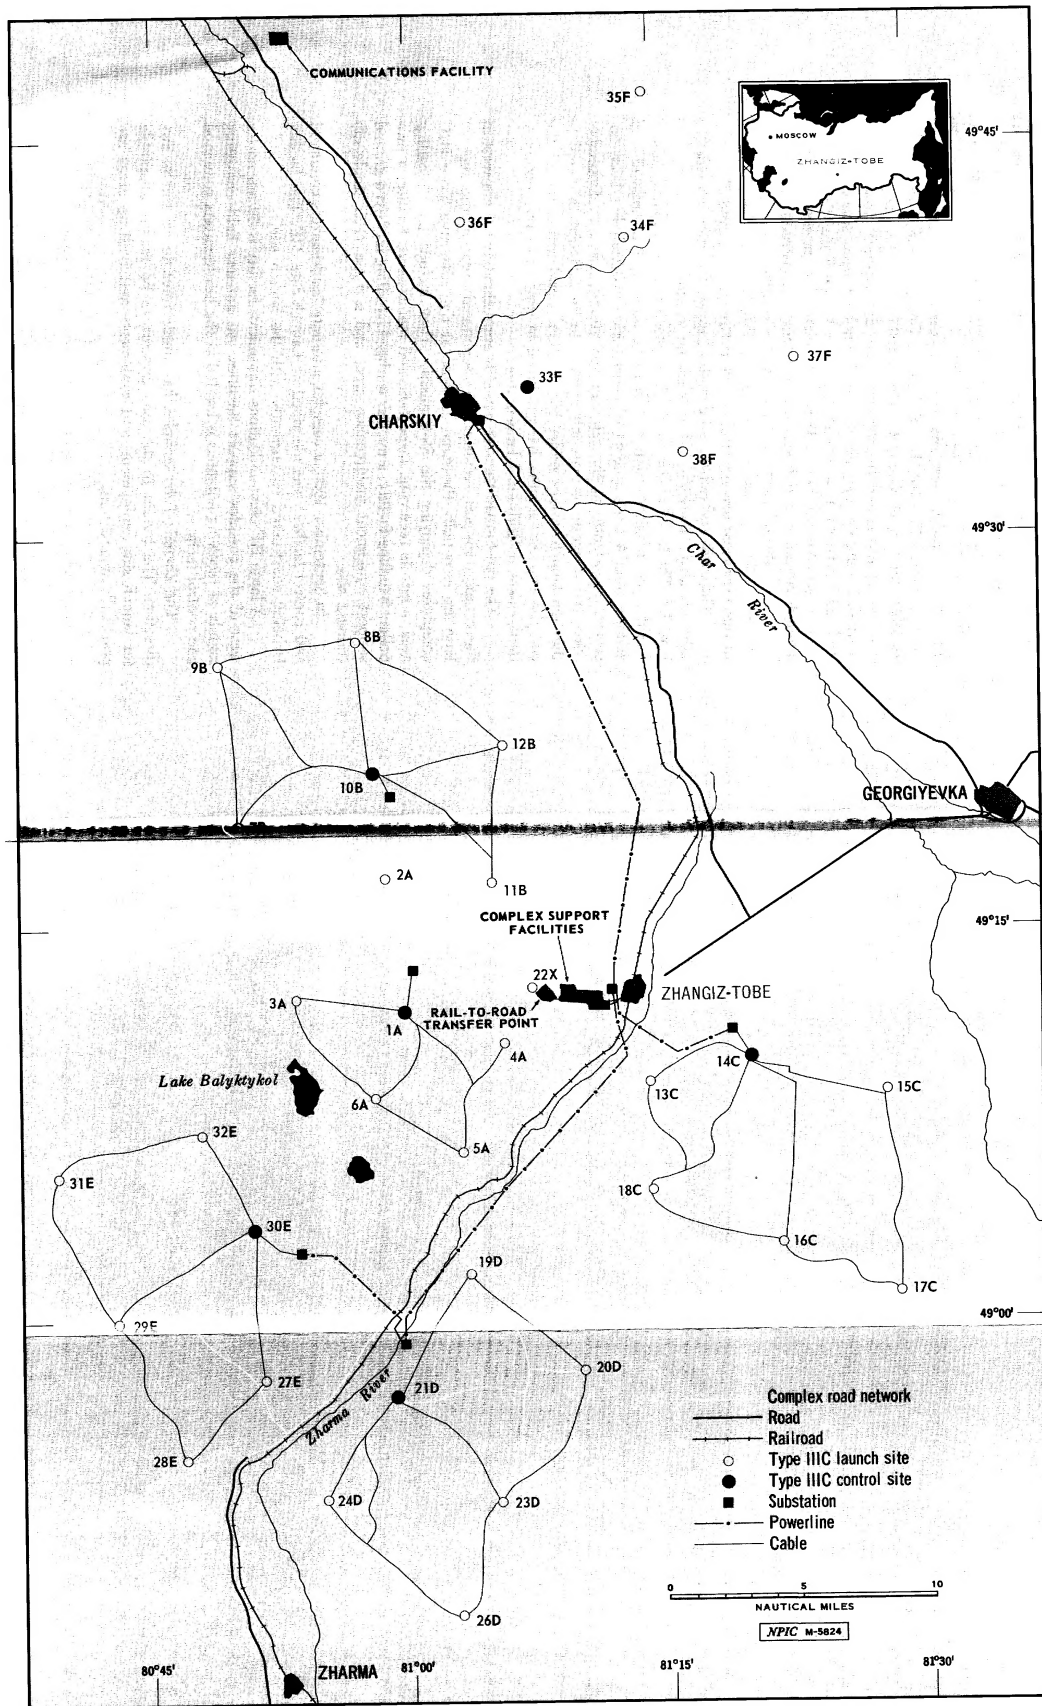 COMMUNICATIONS FACILITY
35F
MOSCOW
ZHANGIZ-TOBE
49°45'
36F
34F
37F
33F
CHARSKIY
38F
49°30'
Char
River
8B
9B
12B
10B
GEORGIYEVKA
2A
11B
COMPLEX SUPPORT
FACILITIES
49°15'
22X
3A
ZHANGIZ-TOBE
RAIL-TO-ROAD
TRANSFER POINT
1A
4A
14C
Lake Balyktykol
13C
15C
6A
32E
5A
31E
18C
30E
16C
19D
17C
49°00'
29E
20D
27E
21D
Zharma River
Complex road network
Road
Railroad
28E
Type IIIC launch site
Type IIIC control site
24D
23D
Substation
Powerline
Cable
0 5 10
NAUTICAL MILES
26D
NPIC M-5824
80°45'
ZHARMA
81°00'
81°15'
81°30'